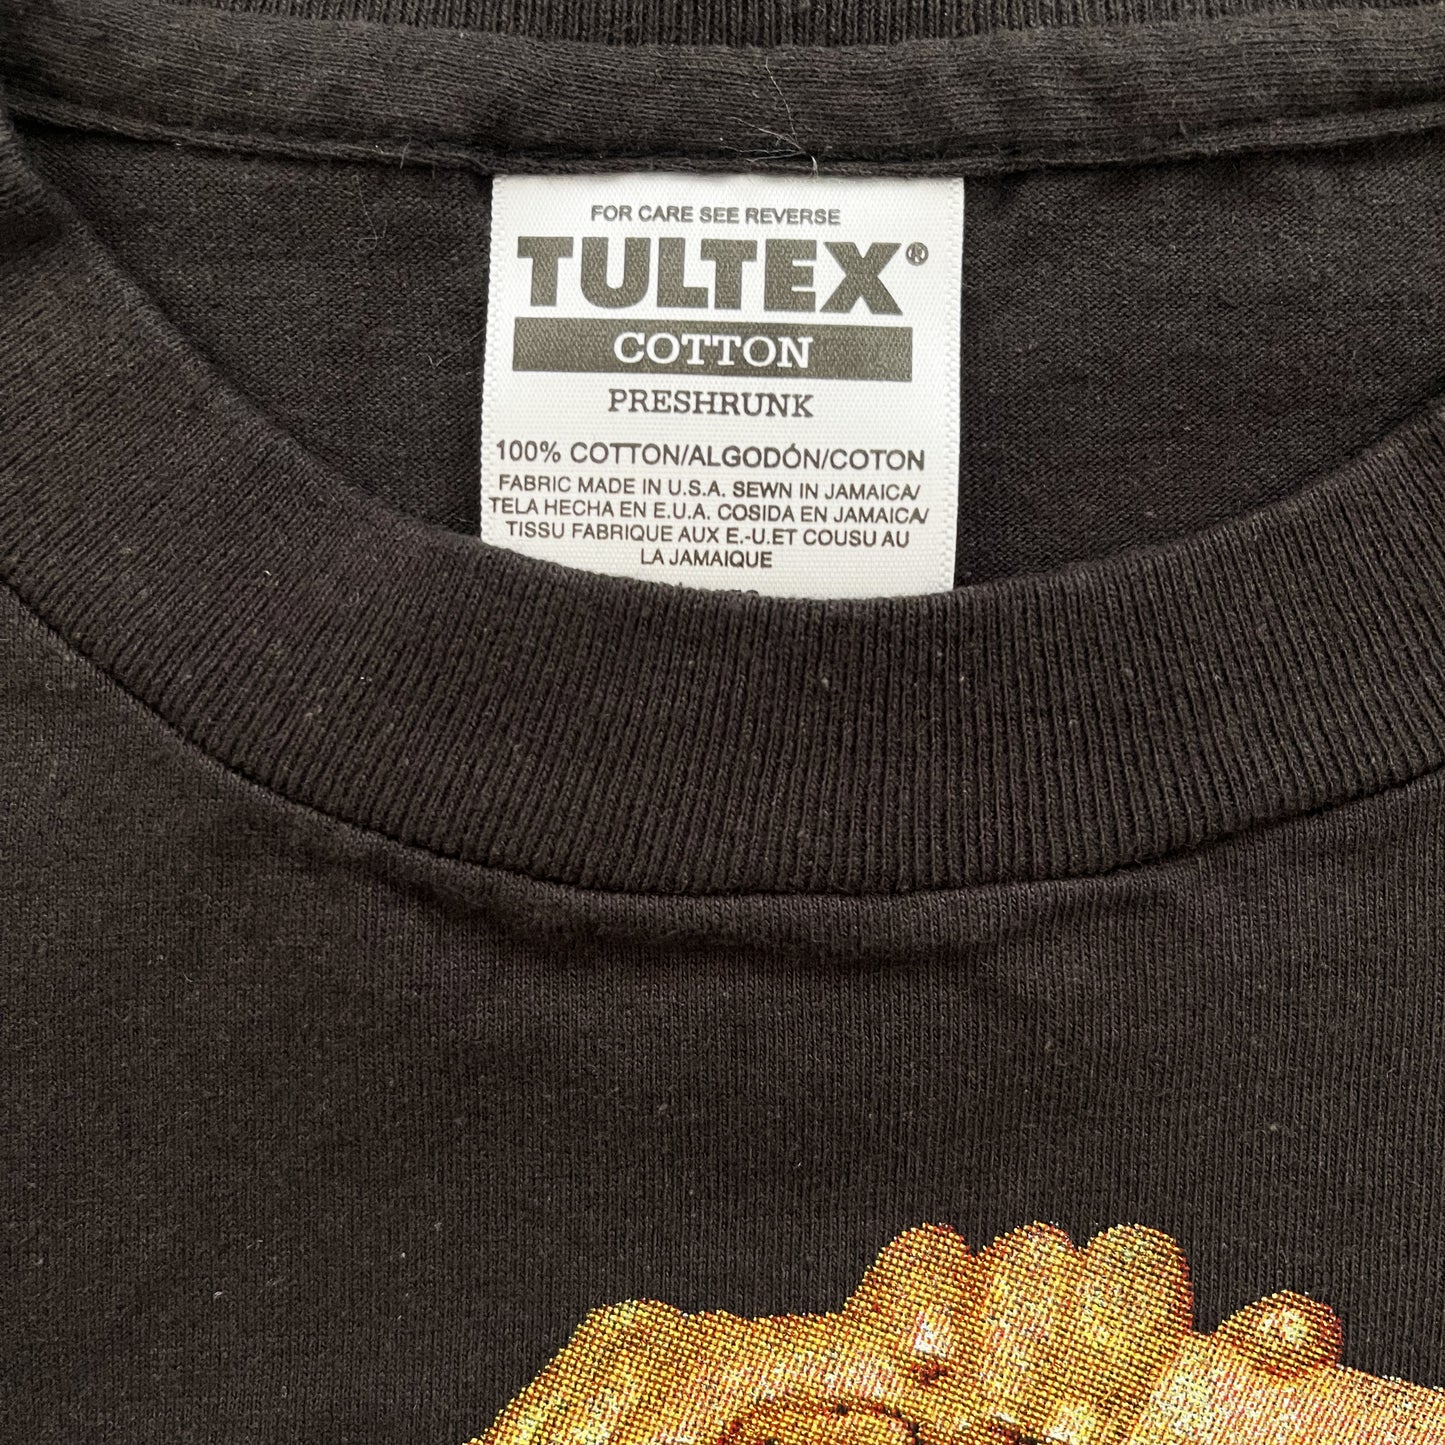 FOR CARE SEE REVERSE
TULTEX®
COTTON
PRESHRUNK
100% COTTON/ALGODÓN/COTON
FABRIC MADE IN U.S.A. SEWN IN JAMAICA/
TELA HECHA EN E.U.A. COSIDA EN JAMAICA/
TISSU FABRIQUE AUX E.-U.ET COUSU AU
LA JAMAIQUE